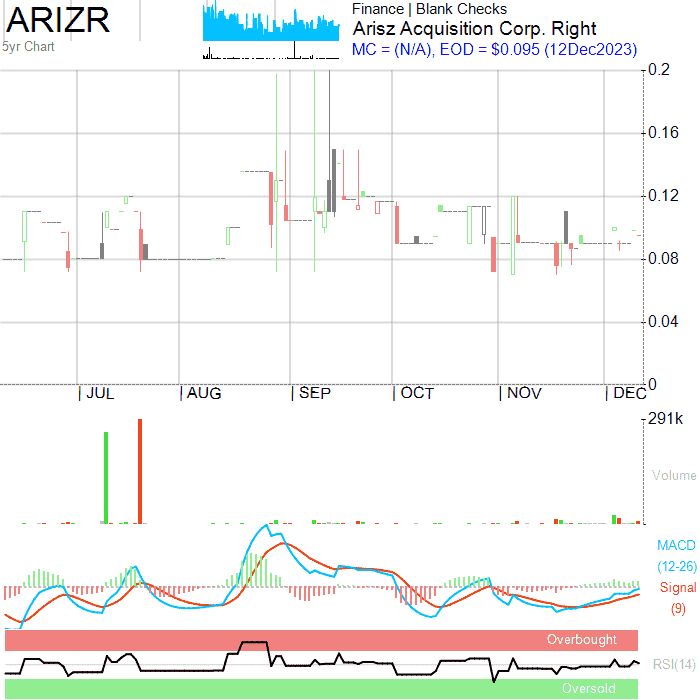 ARIZR
5yr Chart
Finance | Blank Checks
Arisz Acquisition Corp. Right
MC = (N/A), EOD = $0.095 (12Dec2023)
0.2
0.16
0.12
0.08
0.04
0
| JUL
| AUG
| SEP
| OCT
| NOV
| DEC
291k
Volume
MACD
(12-26)
Signal
(9)
Overbought
RSI(14)
Oversold